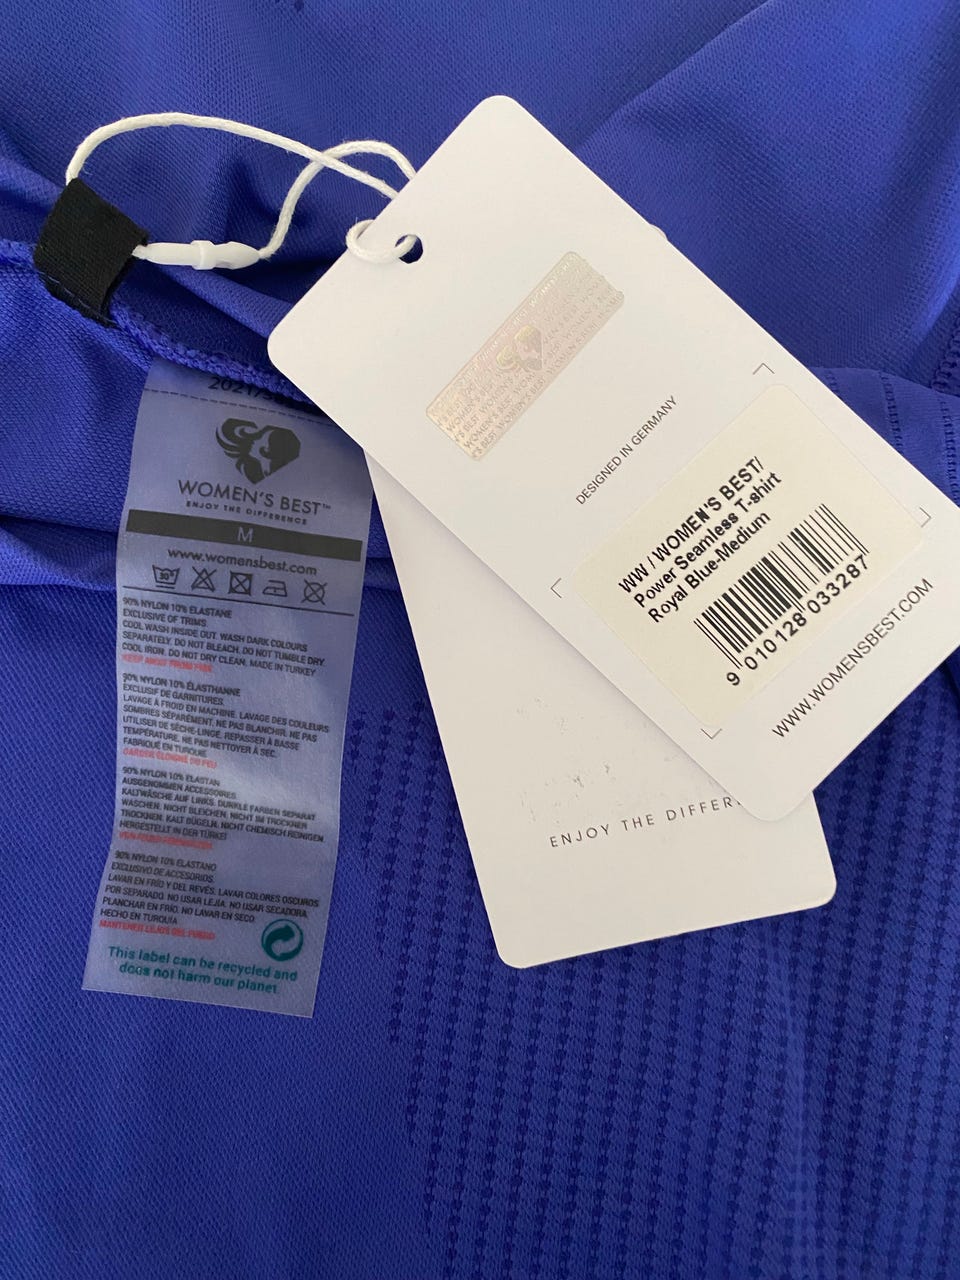 WOMEN'S BEST™
ENJOY THE DIFFERENCE
M
www.womensbest.com
30°
90% NYLON 10% ELASTANE
EXCLUSIVE OF TRIMS
COOL WASH INSIDE OUT. WASH DARK COLOURS
SEPARATELY. DO NOT BLEACH. DO NOT TUMBLE DRY.
COOL IRON. DO NOT DRY CLEAN. MADE IN TURKEY
KEEP AWAY FROM FIRE
90% NYLON 10% ÉLASTHANNE
EXCLUSIF DE GARNITURES.
LAVAGE À FROID EN MACHINE. LAVAGE DES COULEURS
SOMBRES SÉPARÉMENT. NE PAS BLANCHIR. NE PAS
UTILISER DE SÈCHE-LINGE. REPASSER À BASSE
TEMPÉRATURE. NE PAS NETTOYER À SEC.
FABRIQUÉ EN TURQUIE
GARDER ÉLOIGNÉ DU FEU
90% NYLON 10% ELASTAN
AUSGENOMMEN ACCESSOIRES.
KALTWÄSCHE AUF LINKS. DUNKLE FARBEN SEPARAT
WASCHEN. NICHT BLEICHEN. NICHT IM TROCKNER
TROCKNEN. KALT BÜGELN. NICHT CHEMISCH REINIGEN.
HERGESTELLT IN DER TÜRKEI
VON FEUER FERNHALTEN
90% NYLON 10% ELASTANO
EXCLUSIVO DE ACCESORIOS.
LAVAR EN FRÍO Y DEL REVÉS. LAVAR COLORES OSCUROS
POR SEPARADO. NO USAR LEJÍA. NO USAR SECADORA.
PLANCHAR EN FRÍO. NO LAVAR EN SECO.
HECHO EN TURQUÍA
MANTENER LEJOS DEL FUEGO
This label can be recycled and
does not harm our planet.
DESIGNED IN GERMANY
WW / WOMEN'S BEST/
Power Seamless T-shirt
Royal Blue-Medium
9 010128 033287
WWW.WOMENSBEST.COM
ENJOY THE DIFFER